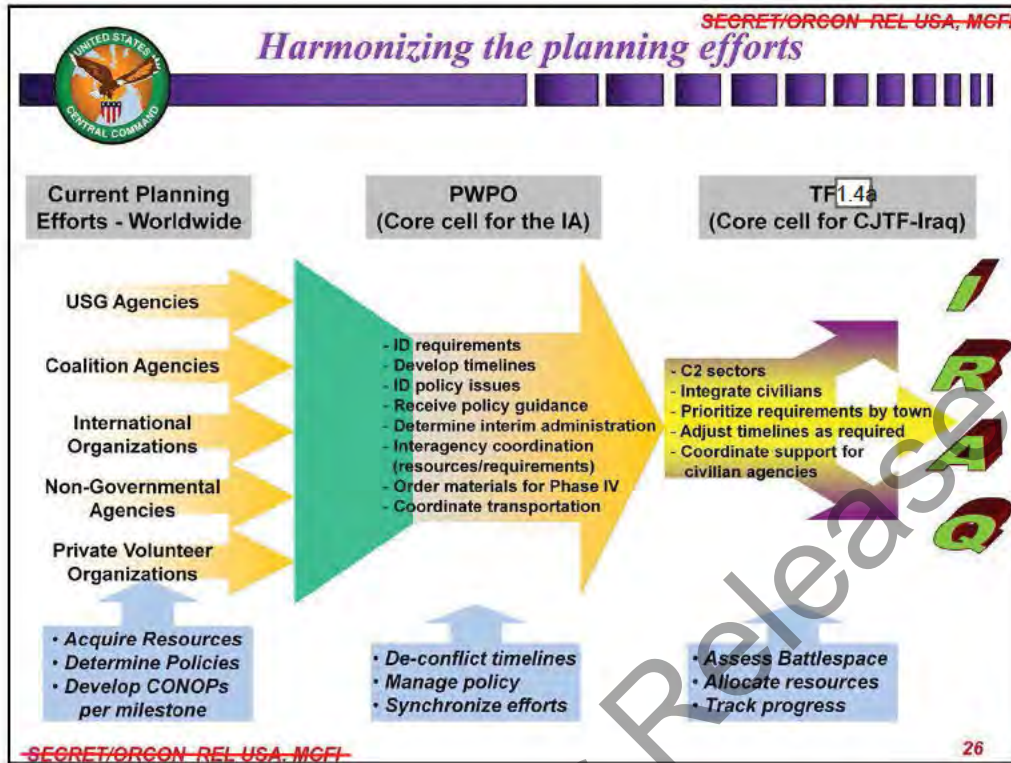 SECRET/ORCON REL USA, MCFI
Harmonizing the planning efforts
UNITED STATES
CENTRAL COMMAND
Current Planning
Efforts - Worldwide
USG Agencies
Coalition Agencies
International
Organizations
Non-Governmental
Agencies
Private Volunteer
Organizations
• Acquire Resources
• Determine Policies
• Develop CONOPs
per milestone
PWPO
(Core cell for the IA)
- ID requirements
- Develop timelines
- ID policy issues
- Receive policy guidance
- Determine interim administration
- Interagency coordination
(resources/requirements)
- Order materials for Phase IV
- Coordinate transportation
• De-conflict timelines
• Manage policy
• Synchronize efforts
TF 1.4a
(Core cell for CJTF-Iraq)
- C2 sectors
- Integrate civilians
- Prioritize requirements by town
- Adjust timelines as required
- Coordinate support for
civilian agencies
• Assess Battlespace
• Allocate resources
• Track progress
I
R
A
Q
Release
SECRET/ORCON REL USA, MCFI
26